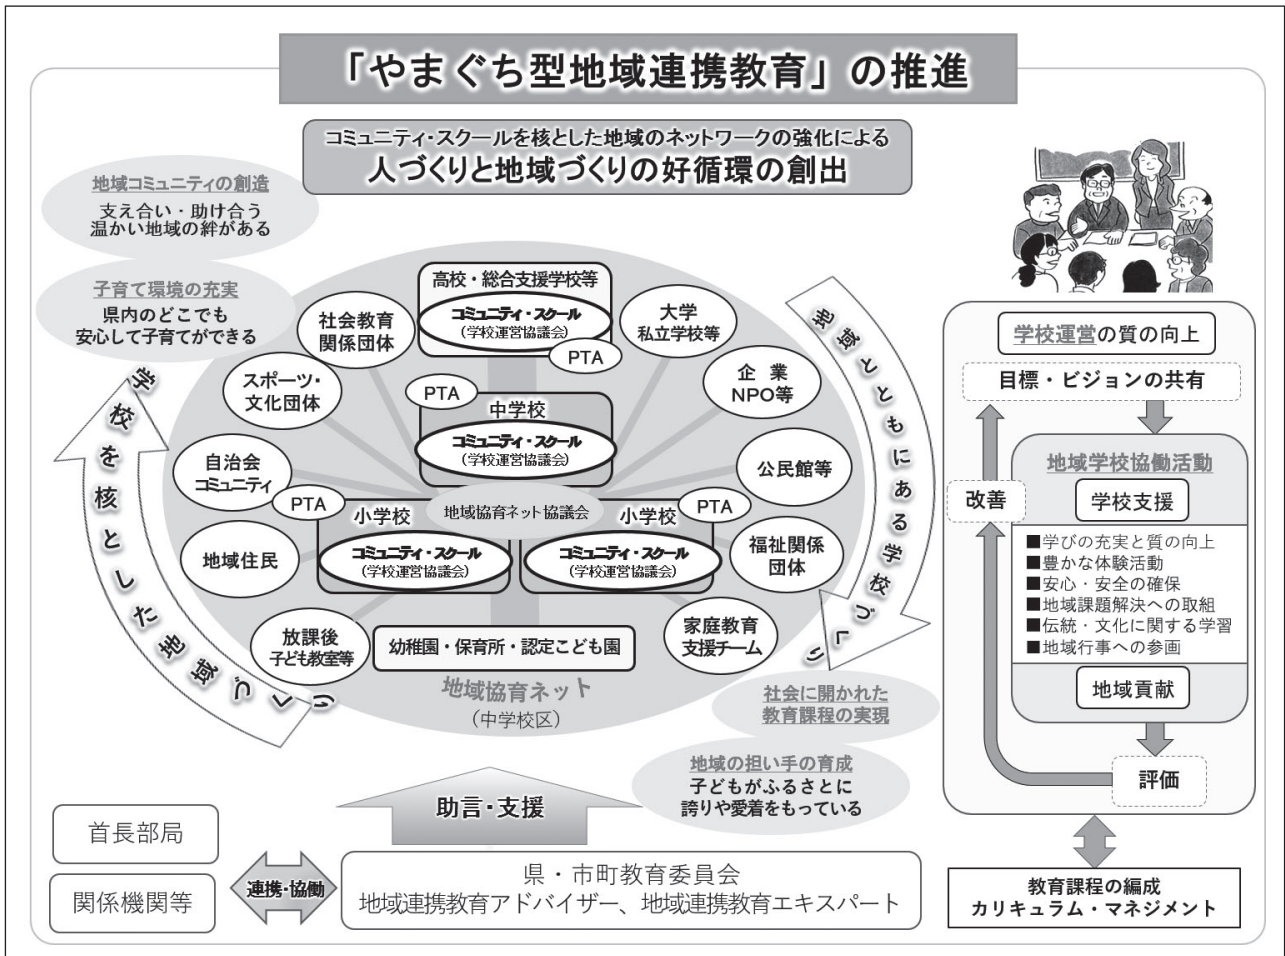 「やまぐち型地域連携教育」の推進
コミュニティ・スクールを核とした地域のネットワークの強化による
人づくりと地域づくりの好循環の創出
地域コミュニティの創造
支え合い・助け合う
温かい地域の絆がある
子育て環境の充実
県内のどこでも
安心して子育てができる
学校を核とした地域づくり
高校・総合支援学校等
コミュニティ・スクール
(学校運営協議会)
PTA
社会教育
関係団体
大学
私立学校等
スポーツ・
文化団体
企業
NPO等
PTA
中学校
コミュニティ・スクール
(学校運営協議会)
自治会
コミュニティ
公民館等
地域協育ネット協議会
PTA
小学校
コミュニティ・スクール
(学校運営協議会)
小学校
PTA
コミュニティ・スクール
(学校運営協議会)
地域住民
福祉関係
団体
放課後
子ども教室等
幼稚園・保育所・認定こども園
家庭教育
支援チーム
地域協育ネット
(中学校区)
地域とともにある学校づくり
社会に開かれた
教育課程の実現
地域の担い手の育成
子どもがふるさとに
誇りや愛着をもっている
助言・支援
首長部局
関係機関等
連携・協働
県・市町教育委員会
地域連携教育アドバイザー、地域連携教育エキスパート
学校運営の質の向上
目標・ビジョンの共有
地域学校協働活動
学校支援
改善
■学びの充実と質の向上
■豊かな体験活動
■安心・安全の確保
■地域課題解決への取組
■伝統・文化に関する学習
■地域行事への参画
地域貢献
評価
教育課程の編成
カリキュラム・マネジメント